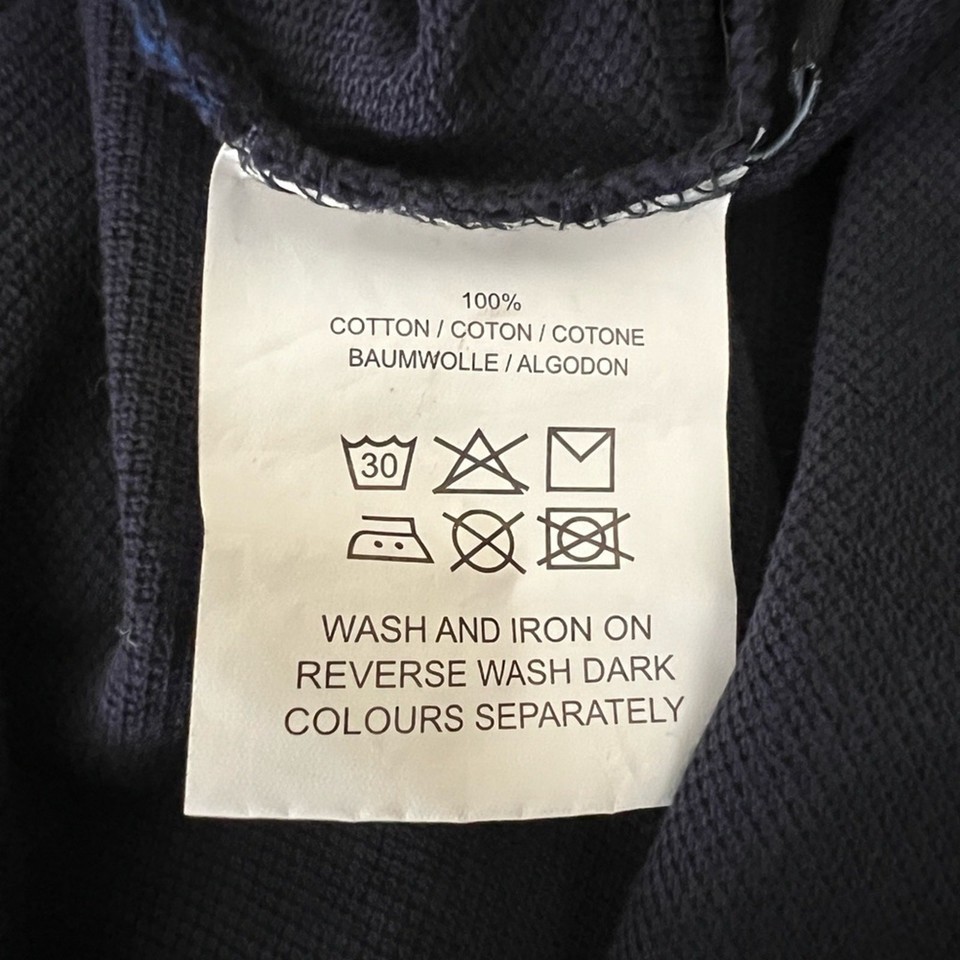 100%
COTTON / COTON / COTONE
BAUMWOLLE / ALGODON
30
WASH AND IRON ON
REVERSE WASH DARK
COLOURS SEPARATELY